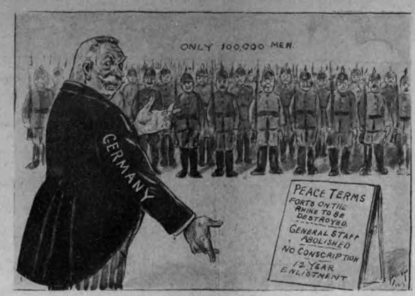 ONLY 100,000 MEN.
GERMANY
PEACE TERMS
FORTS ON THE
RHINE TO BE
DESTROYED.
GENERAL STAFF
ABOLISHED
NO CONSCRIPTION
12 YEAR
ENLISTMENT